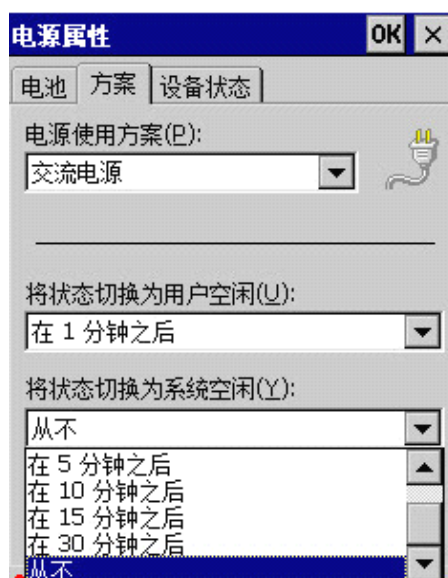 电源属性 OK ×
电池 方案 设备状态
电源使用方案(P):
交流电源
将状态切换为用户空闲(U):
在 1 分钟之后
将状态切换为系统空闲(Y):
从不
在 5 分钟之后
在 10 分钟之后
在 15 分钟之后
在 30 分钟之后
从不